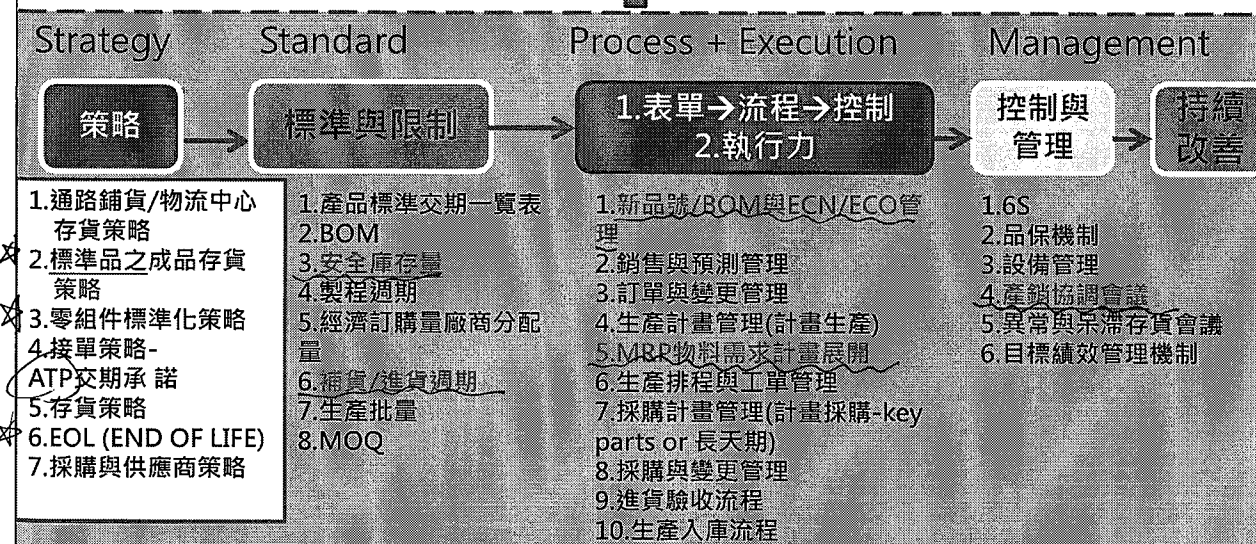 Strategy
Standard
Process + Execution
Management
策略
標準與限制
1.表單→流程→控制
2.執行力
控制與
管理
持續
改善
1.通路鋪貨/物流中心
存貨策略
2.標準品之成品存貨
策略
3.零組件標準化策略
4.接單策略-
ATP交期承 諾
5.存貨策略
6.EOL (END OF LIFE)
7.採購與供應商策略
1.產品標準交期一覽表
2.BOM
3.安全庫存量
4.製程週期
5.經濟訂購量廠商分配
量
6.補貨/進貨週期
7.生產批量
8.MOQ
1.新品號/BOM與ECN/ECO管
理
2.銷售與預測管理
3.訂單與變更管理
4.生產計畫管理(計畫生產)
5.MRP物料需求計畫展開
6.生產排程與工單管理
7.採購計畫管理(計畫採購-key
parts or 長天期)
8.採購與變更管理
9.進貨驗收流程
10.生產入庫流程
1.6S
2.品保機制
3.設備管理
4.產銷協調會議
5.異常與呆滯存貨會議
6.目標績效管理機制